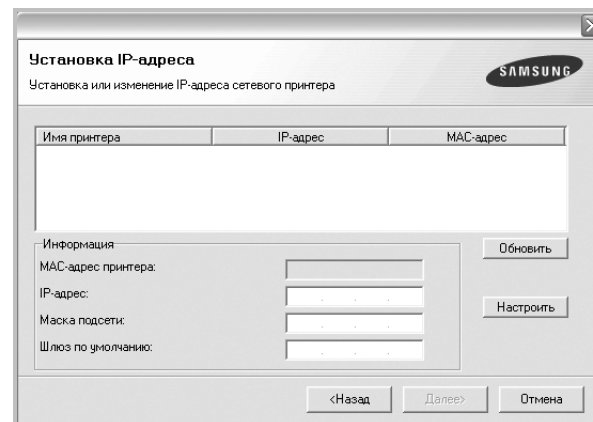 Установка IP-адреса
Установка или изменение IP-адреса сетевого принтера
SAMSUNG
Имя принтера IP-адрес MAC-адрес
Информация
MAC-адрес принтера:
IP-адрес:
Маска подсети:
Шлюз по умолчанию:
Обновить
Настроить
<Назад Далее> Отмена